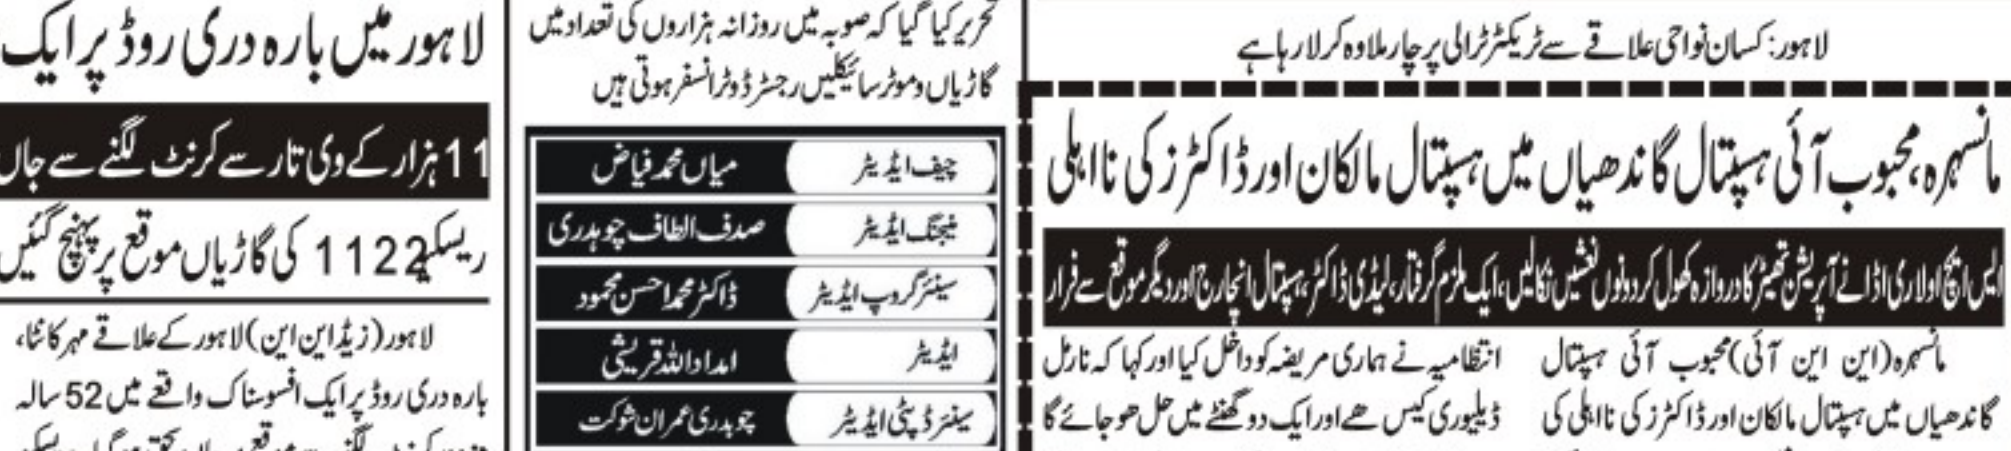 لاہور: کسان نواحی علاقے سے ٹریکٹر ٹرالی پر چار ملاوہ کر لا رہا ہے
مانسہرہ، محبوب آئی ہسپتال گاندھیاں میں ہسپتال مالکان اور ڈاکٹرز کی نااہلی
ایس ایچ او لاری اڈا نے آپریشن تھیٹر کا دروازہ کھول کر دونوں نعشیں نکالیں، ایک ملزم گرفتار، لیڈی ڈاکٹر، ہسپتال انچارج اور دیگر موقع سے فرار
مانسہرہ (این این آئی) محبوب آئی ہسپتال
گاندھیاں میں ہسپتال مالکان اور ڈاکٹرز کی نااہلی کی
انتظامیہ نے ہماری مریضہ کو داخل کیا اور کہا کہ نارمل
ڈیلیوری کیس ھے اور ایک دو گھنٹے میں حل ھو جائے گا
تحریر کیا گیا کہ صوبہ میں روزانہ ہزاروں کی تعداد میں
گاڑیاں و موٹر سائیکلیں رجسٹرڈ و ٹرانسفر ہوتی ہیں
چیف ایڈیٹر میاں محمد فیاض
منیجنگ ایڈیٹر صدف الطاف چوہدری
سینئر گروپ ایڈیٹر ڈاکٹر محمد احسن محمود
ایڈیٹر امداد اللہ قریشی
سینئر ڈپٹی ایڈیٹر چوہدری عمران شوکت
لاہور میں بارہ دری روڈ پر ایک
11 ہزار کے وی تار سے کرنٹ لگنے سے جاں
ریسکیو 1122 کی گاڑیاں موقع پر پہنچ گئیں
لاہور (زیڈ این این) لاہور کے علاقے مہر کانٹا،
بارہ دری روڈ پر ایک افسوسناک واقعے میں 52 سالہ